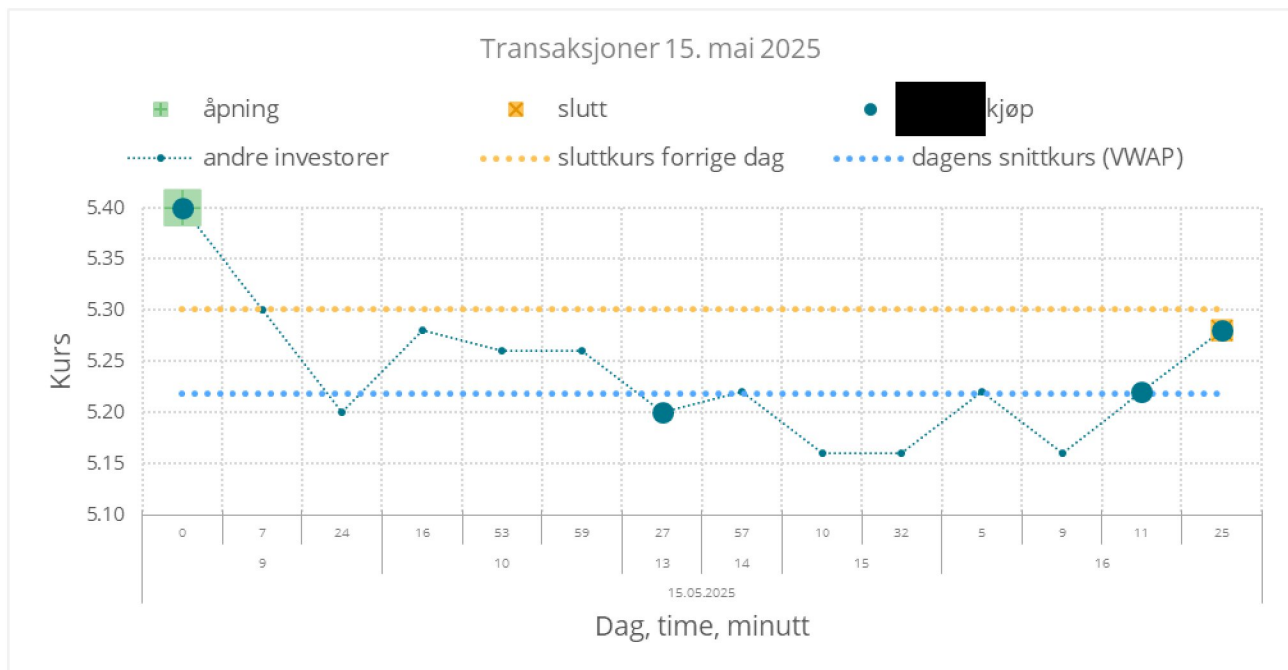 Transaksjoner 15. mai 2025
åpning slutt kjøp
andre investorer sluttkurs forrige dag dagens snittkurs (VWAP)
5.40
5.35
5.30
5.25
5.20
5.15
5.10
Kurs
0 7 24 16 53 59 27 57 10 32 5 9 11 25
9 10 13 14 15 16
15.05.2025
Dag, time, minutt